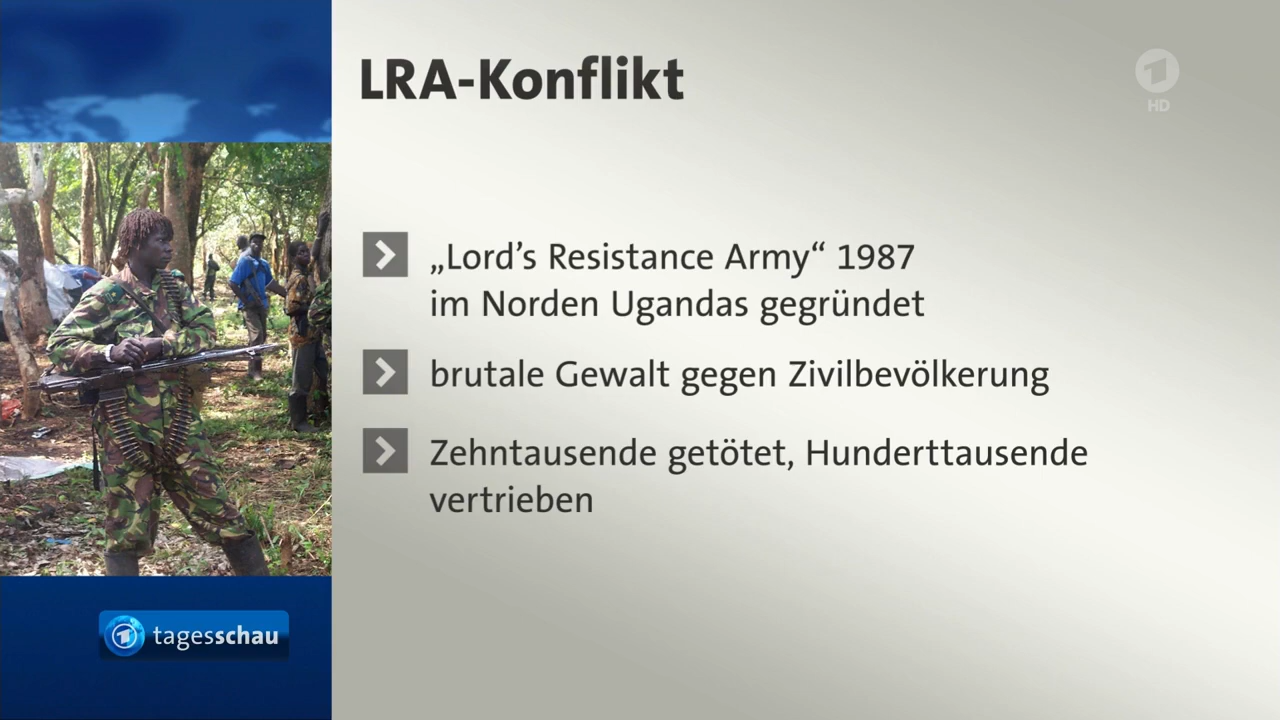 LRA-Konflikt
HD
„Lord’s Resistance Army“ 1987
im Norden Ugandas gegründet
brutale Gewalt gegen Zivilbevölkerung
Zehntausende getötet, Hunderttausende
vertrieben
1 tagesschau